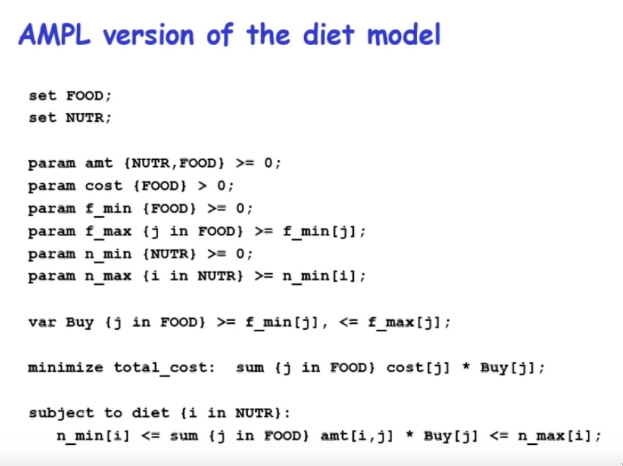 AMPL version of the diet model
set FOOD;
set NUTR;
param amt {NUTR,FOOD} >= 0;
param cost {FOOD} > 0;
param f_min {FOOD} >= 0;
param f_max {j in FOOD} >= f_min[j];
param n_min {NUTR} >= 0;
param n_max {i in NUTR} >= n_min[i];
var Buy {j in FOOD} >= f_min[j], <= f_max[j];
minimize total_cost:  sum {j in FOOD} cost[j] * Buy[j];
subject to diet {i in NUTR}:
n_min[i] <= sum {j in FOOD} amt[i,j] * Buy[j] <= n_max[i];